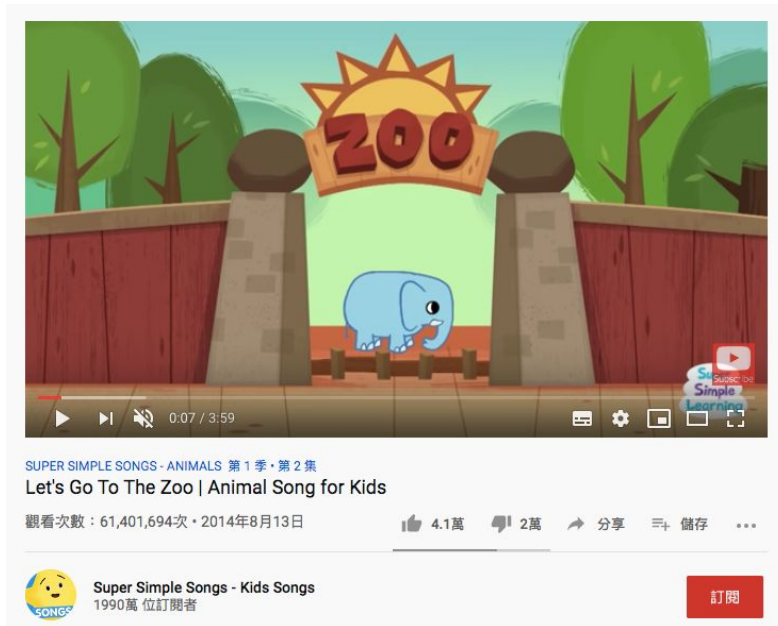 ZOO
Subscribe
Super
Simple
Learning
0:07 / 3:59
SUPER SIMPLE SONGS - ANIMALS 第 1 季 • 第 2 集
Let's Go To The Zoo | Animal Song for Kids
觀看次數：61,401,694次 • 2014年8月13日
4.1萬 2萬 分享 儲存
SONGS
Super Simple Songs - Kids Songs
1990萬 位訂閱者
訂閱